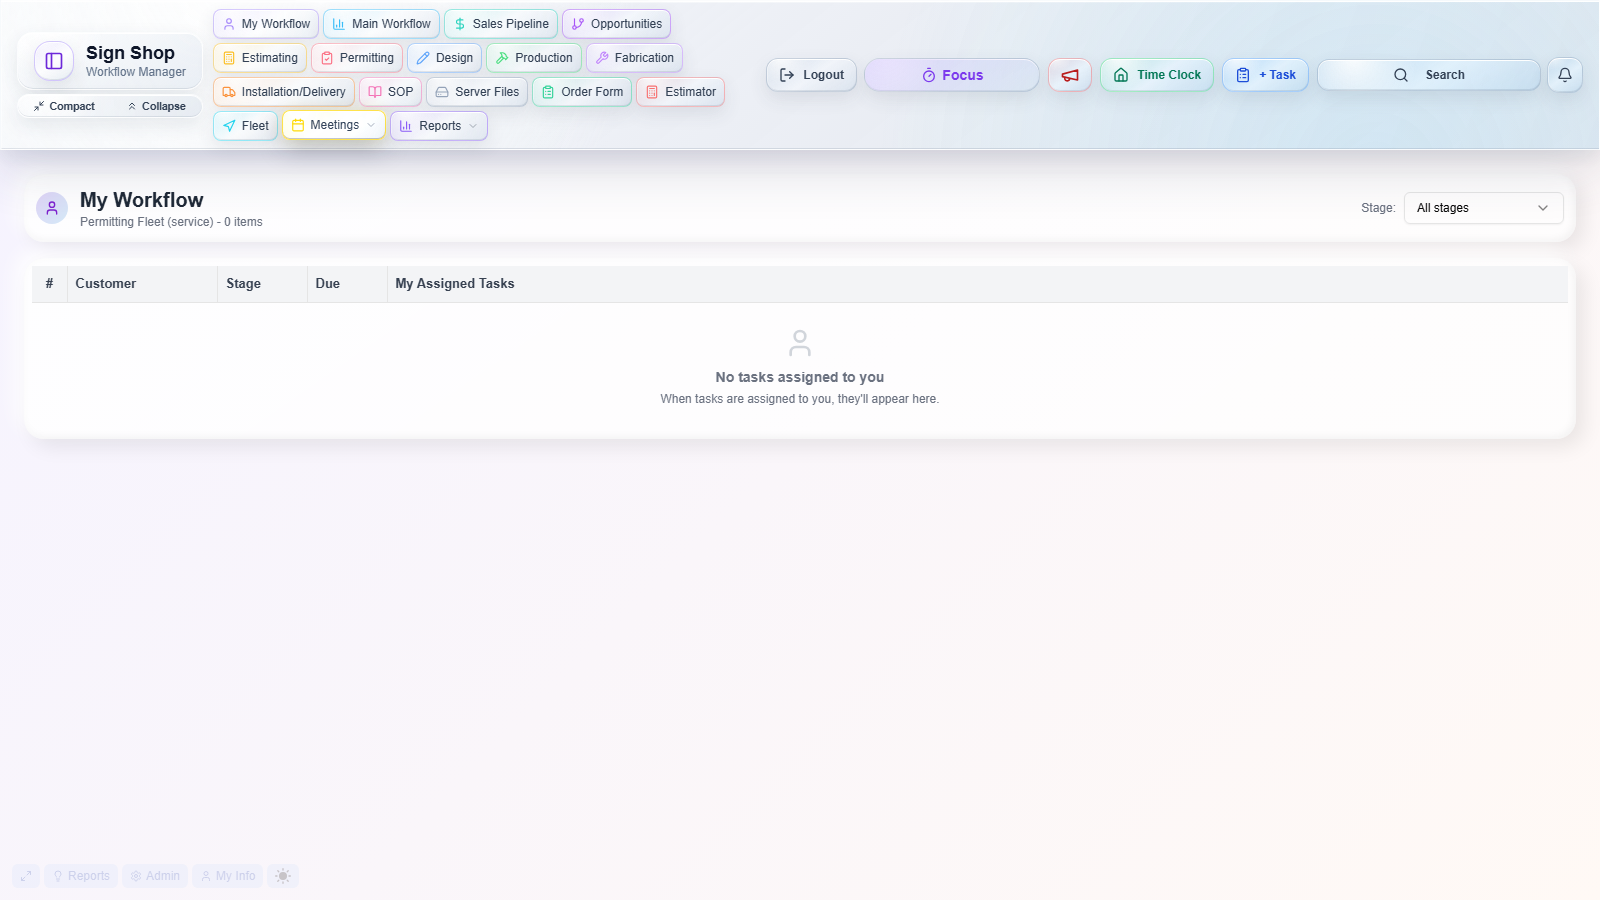 Sign Shop
Workflow Manager
Compact
Collapse
My Workflow
Main Workflow
Sales Pipeline
Opportunities
Estimating
Permitting
Design
Production
Fabrication
Installation/Delivery
SOP
Server Files
Order Form
Estimator
Fleet
Meetings
Reports
Logout
Focus
Time Clock
+ Task
Search
My Workflow
Permitting Fleet (service) - 0 items
Stage:
All stages
# Customer Stage Due My Assigned Tasks
No tasks assigned to you
When tasks are assigned to you, they'll appear here.
Reports
Admin
My Info